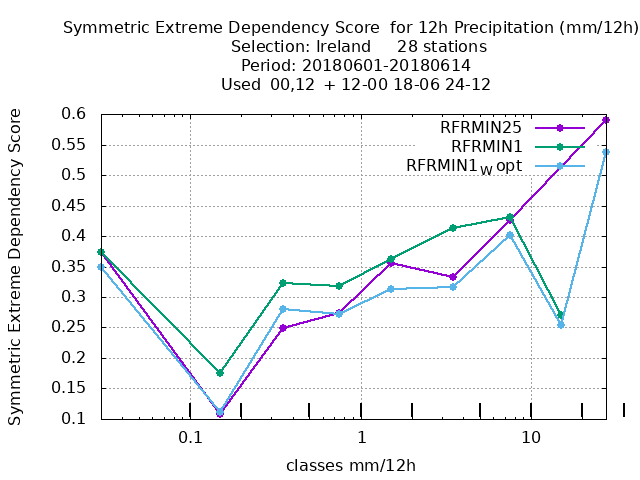 Symmetric Extreme Dependency Score for 12h Precipitation (mm/12h)
Selection: Ireland 28 stations
Period: 20180601-20180614
Used 00,12 + 12-00 18-06 24-12
Symmetric Extreme Dependency Score
0.6
0.55
0.5
0.45
0.4
0.35
0.3
0.25
0.2
0.15
0.1
RFRMIN25
RFRMIN1
RFRMIN1W opt
0.1 1 10
classes mm/12h